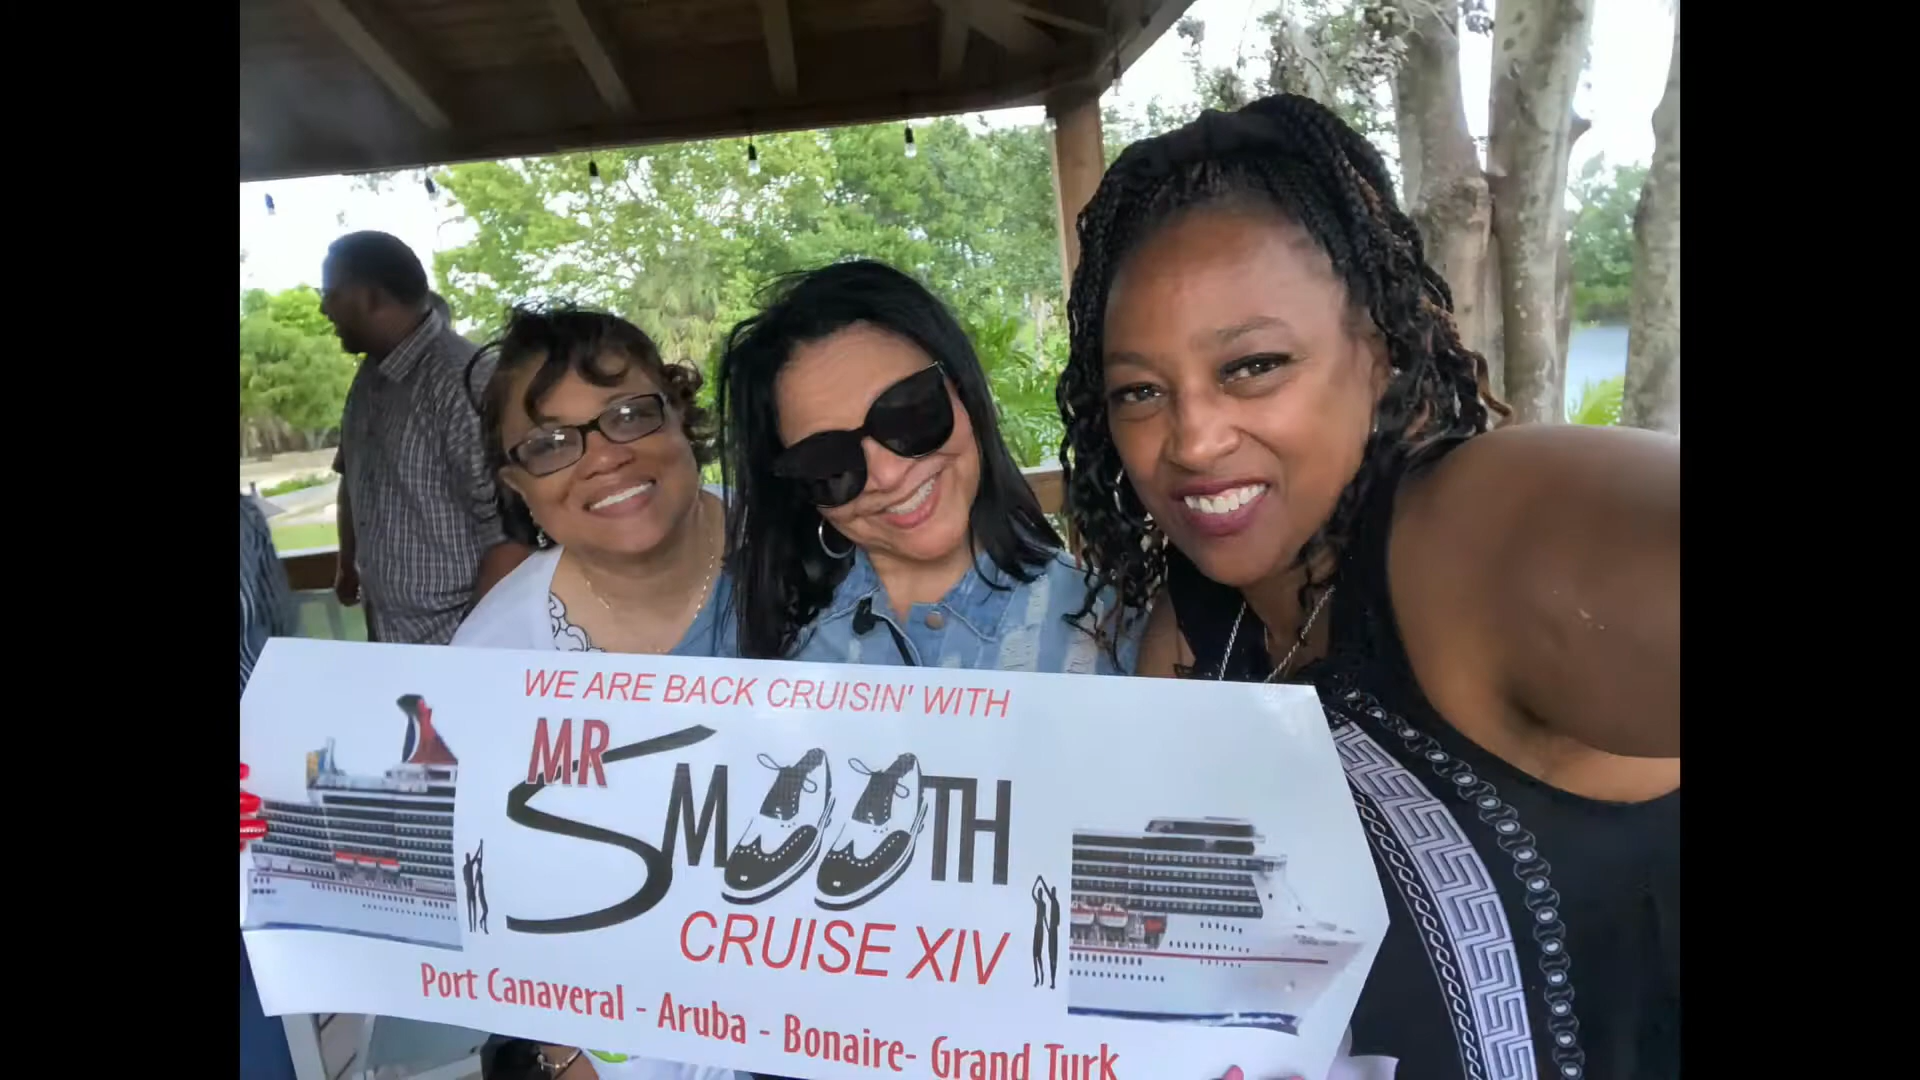 WE ARE BACK CRUISIN' WITH
MR
SMOOTH
CRUISE XIV
Port Canaveral - Aruba - Bonaire- Grand Turk